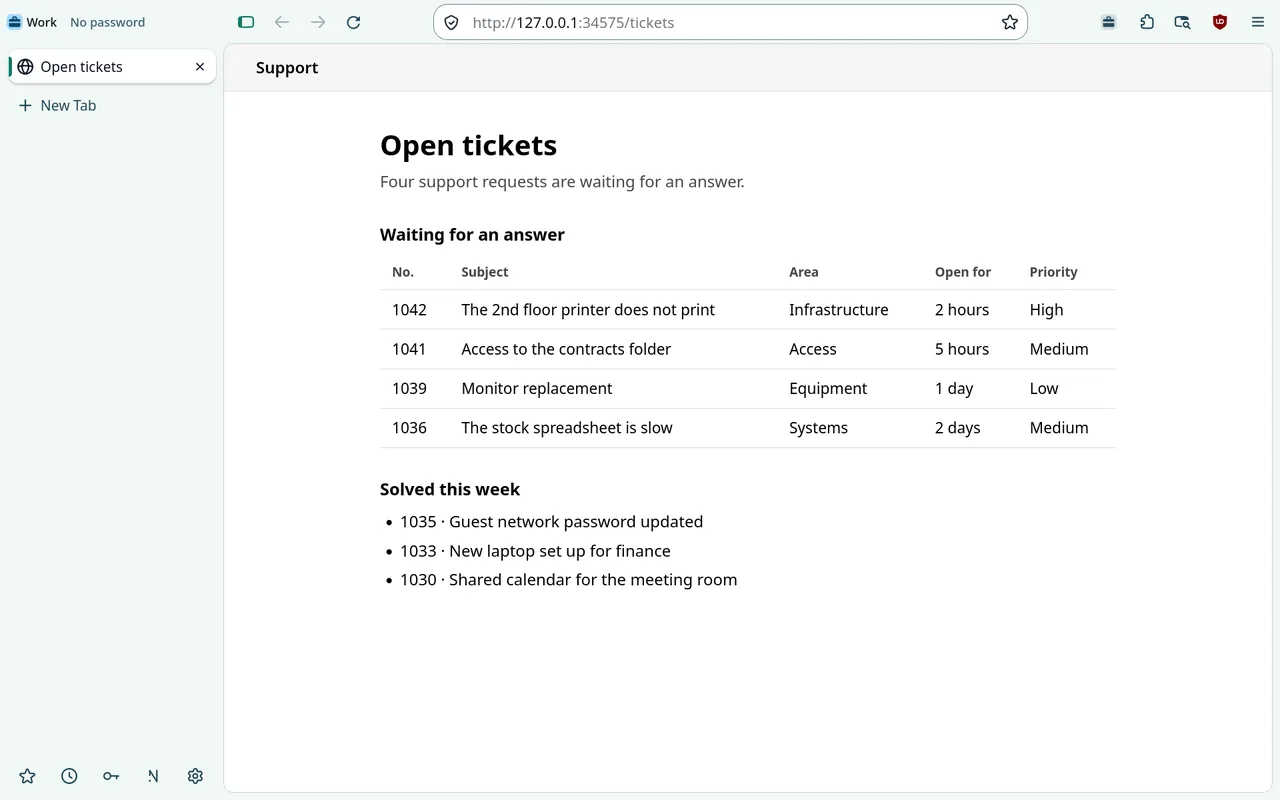 Work No password
http://127.0.0.1:34575/tickets
Open tickets
New Tab
Support
Open tickets
Four support requests are waiting for an answer.
Waiting for an answer
No. Subject Area Open for Priority
1042 The 2nd floor printer does not print Infrastructure 2 hours High
1041 Access to the contracts folder Access 5 hours Medium
1039 Monitor replacement Equipment 1 day Low
1036 The stock spreadsheet is slow Systems 2 days Medium
Solved this week
• 1035 · Guest network password updated
• 1033 · New laptop set up for finance
• 1030 · Shared calendar for the meeting room